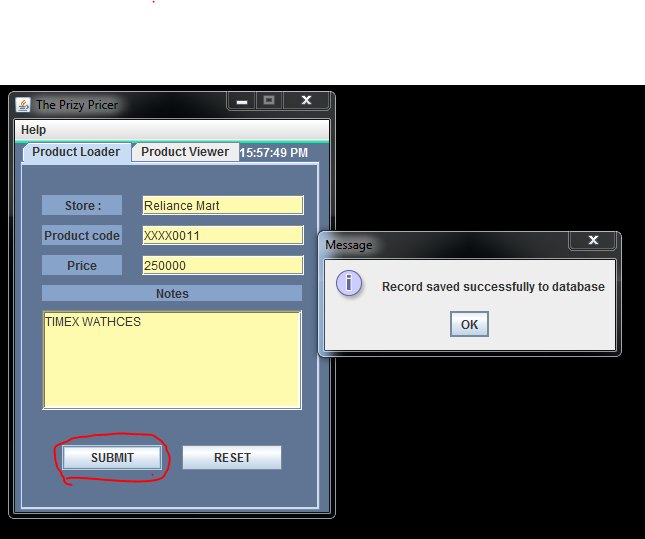 The Prizy Pricer
Help
Product Loader Product Viewer 15:57:49 PM
Store : Reliance Mart
Product code XXXX0011
Price 250000
Notes
TIMEX WATHCES
SUBMIT RESET
Message
Record saved successfully to database
OK